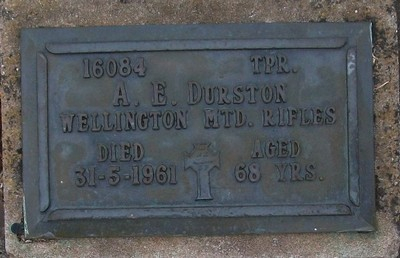 16084 TPR.
A. E. DURSTON
WELLINGTON MTD. RIFLES
DIED AGED
31-5-1961 68 YRS.